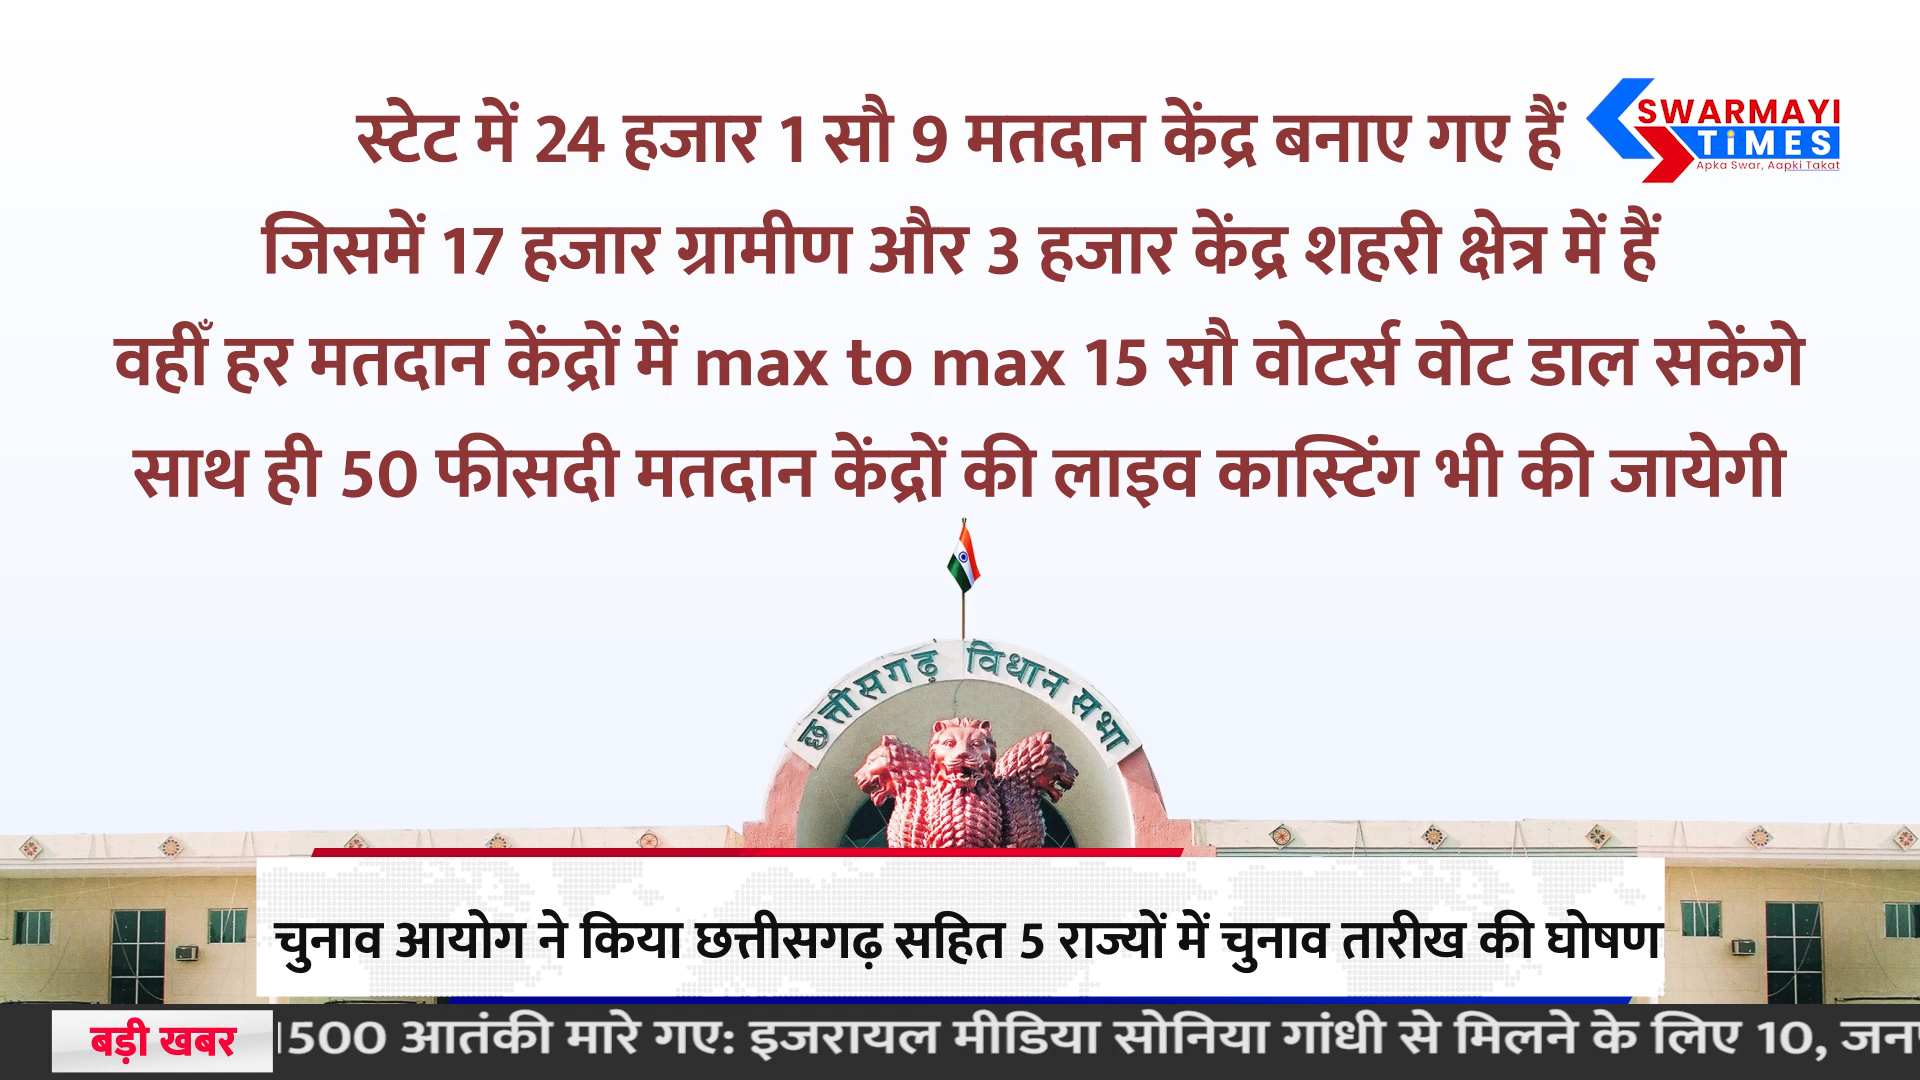 स्टेट में 24 हजार 1 सौ 9 मतदान केंद्र बनाए गए हैं
SWARMAYI
TiMES
Apka Swar, Aapki Takat
जिसमें 17 हजार ग्रामीण और 3 हजार केंद्र शहरी क्षेत्र में हैं
वहीँ हर मतदान केंद्रों में max to max 15 सौ वोटर्स वोट डाल सकेंगे
साथ ही 50 फीसदी मतदान केंद्रों की लाइव कास्टिंग भी की जायेगी
छत्तीसगढ़ विधान सभा
चुनाव आयोग ने किया छत्तीसगढ़ सहित 5 राज्यों में चुनाव तारीख की घोषण
बड़ी खबर
1500 आतंकी मारे गए: इजरायल मीडिया सोनिया गांधी से मिलने के लिए 10,